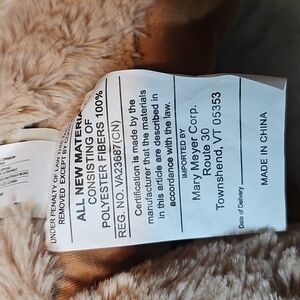 UNDER PENALTY OF LAW
REMOVED EXCEPT BY
ALL NEW MATERIAL
CONSISTING OF
POLYESTER FIBERS 100%
REG. NO. VA23687(CN)
Certification is made by the
manufacturer that the materials
in this article are described in
accordance with the law.
IMPORTED BY
Mary Meyer Corp.
Route 30
Townshend, VT 05353
Date of Delivery
MADE IN CHINA